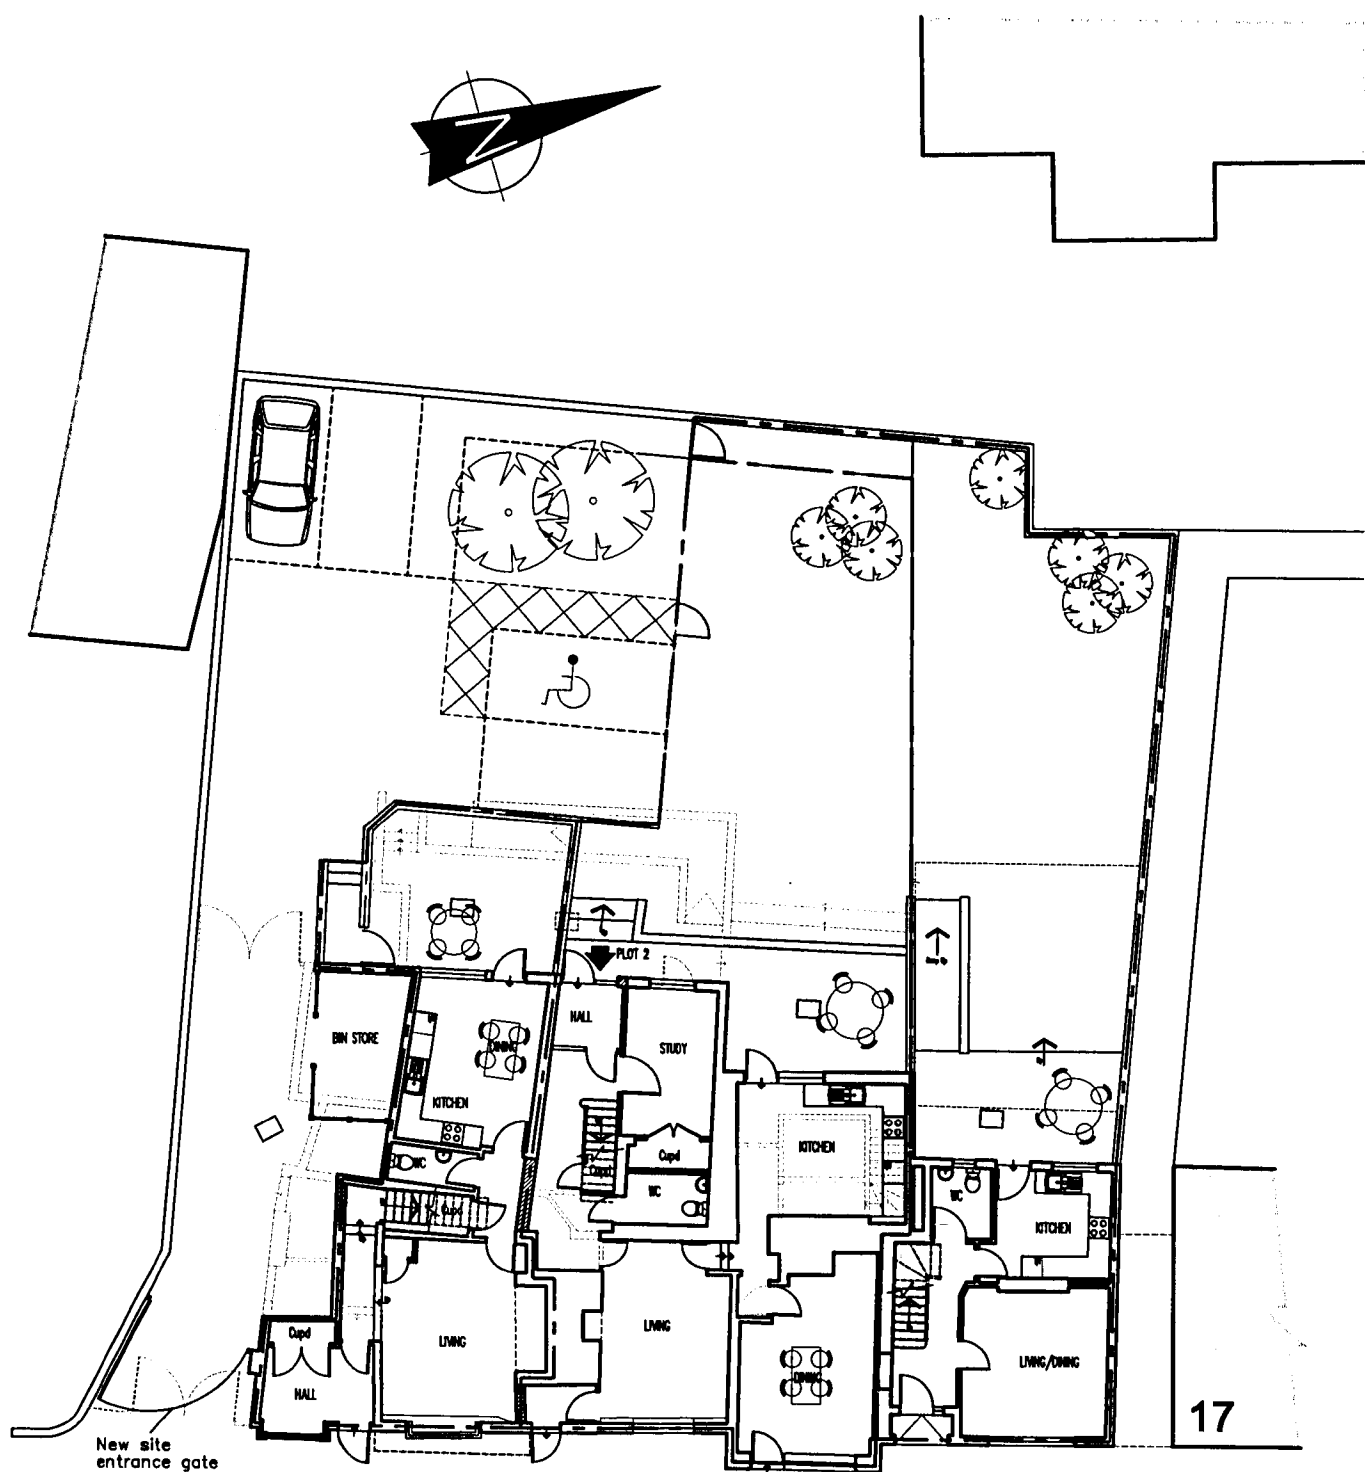 N
PLOT 2
HALL
BIN STORE
DINING
STUDY
KITCHEN
KITCHEN
Cupd
Cupd
WC
WC
WC
Cupd
KITCHEN
Cupd
LIVING
LIVING
LIVING/DINING
DINING
HALL
17
New site
entrance gate